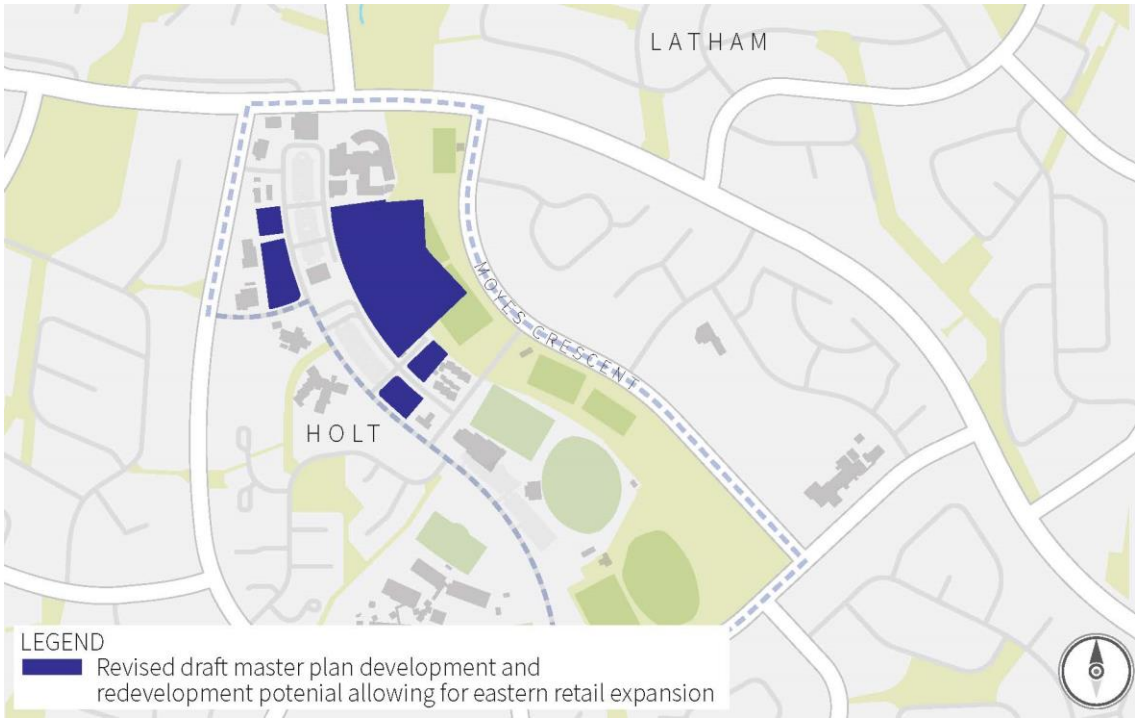 LATHAM
MOYES CRESCENT
HOLT
LEGEND
Revised draft master plan development and
redevelopment potenial allowing for eastern retail expansion